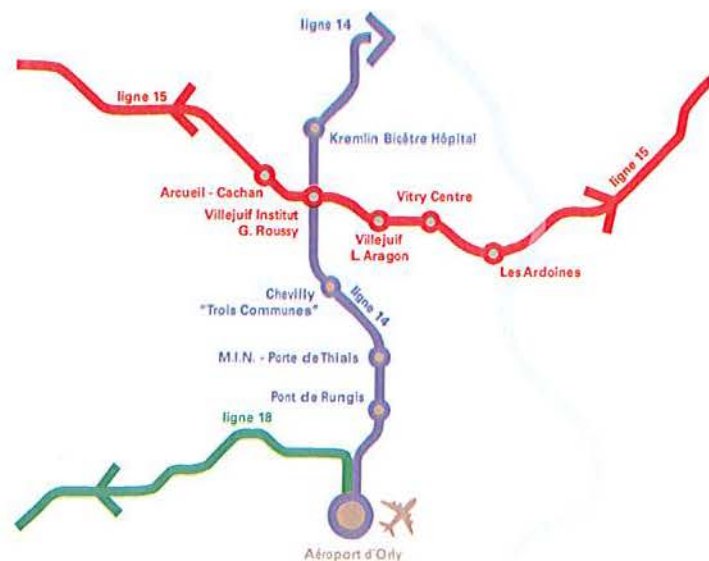 ligne 14
ligne 15
Kremlin Bicêtre Hôpital
Arcueil - Cachan
Vitry Centre
ligne 15
Villejuif Institut
G. Roussy
Villejuif
L. Aragon
Les Ardoines
Chevilly
"Trois Communes"
ligne 14
M.I.N. - Porte de Thiais
Pont de Rungis
ligne 18
Aéroport d'Orly